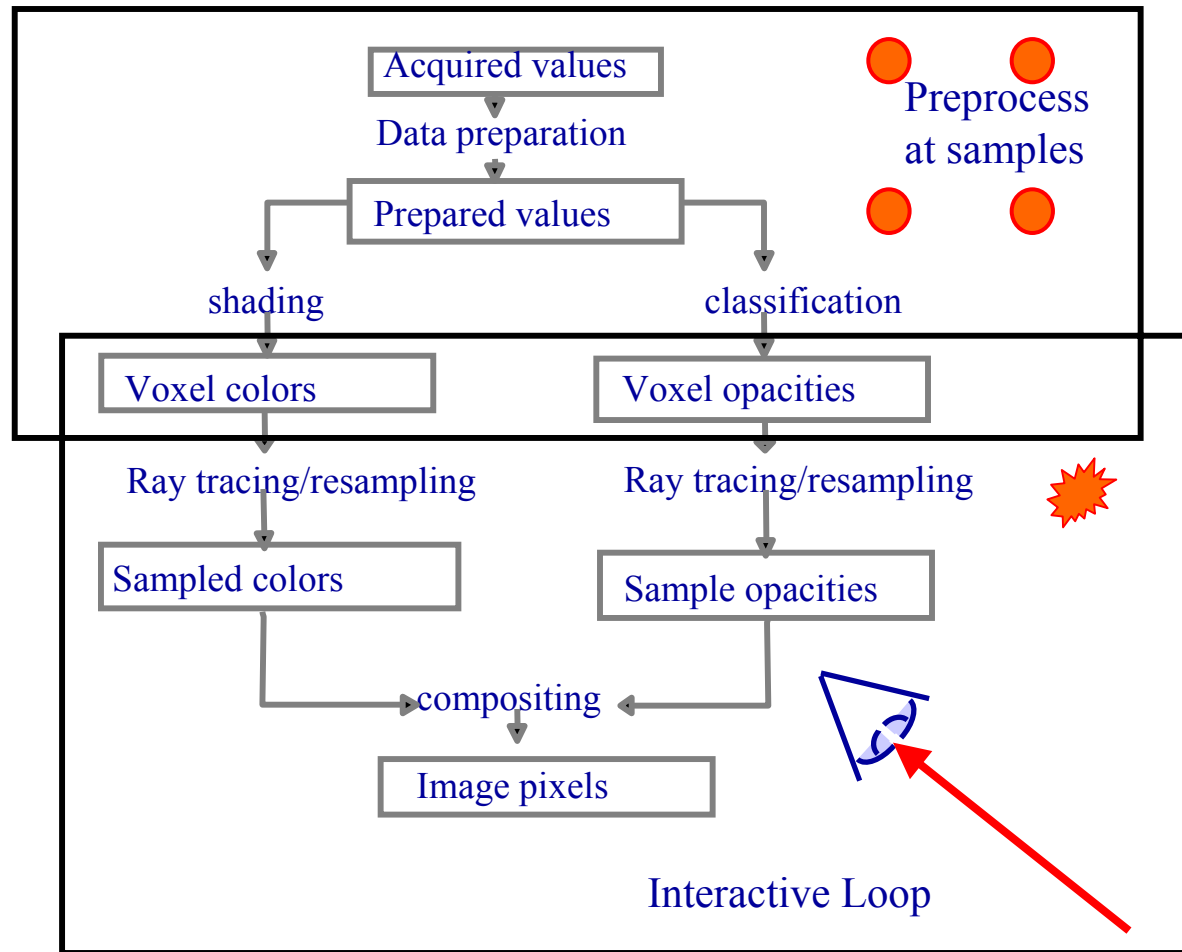 Acquired values
Preprocess
at samples
Data preparation
Prepared values
shading
classification
Voxel colors
Voxel opacities
Ray tracing/resampling
Ray tracing/resampling
Sampled colors
Sample opacities
compositing
Image pixels
Interactive Loop